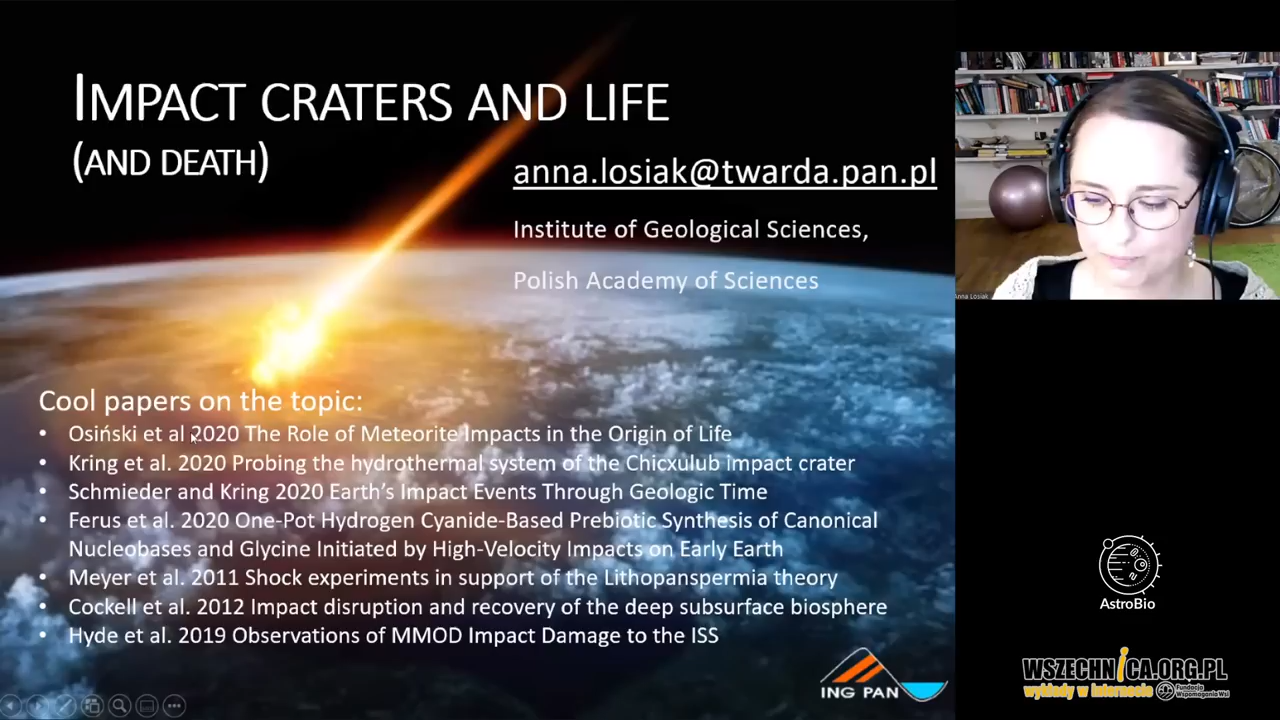 IMPACT CRATERS AND LIFE
(AND DEATH)
anna.losiak@twarda.pan.pl
Institute of Geological Sciences,
Polish Academy of Sciences
Cool papers on the topic:
• Osiński et al 2020 The Role of Meteorite Impacts in the Origin of Life
• Kring et al. 2020 Probing the hydrothermal system of the Chicxulub impact crater
• Schmieder and Kring 2020 Earth's Impact Events Through Geologic Time
• Ferus et al. 2020 One-Pot Hydrogen Cyanide-Based Prebiotic Synthesis of Canonical
Nucleobases and Glycine Initiated by High-Velocity Impacts on Early Earth
• Meyer et al. 2011 Shock experiments in support of the Lithopanspermia theory
• Cockell et al. 2012 Impact disruption and recovery of the deep subsurface biosphere
• Hyde et al. 2019 Observations of MMOD Impact Damage to the ISS
ING PAN
Anna Losiak
AstroBio
WSZECHNICA.ORG.PL
wykłady w internecie
Fundacja
Wspomagania Wsi